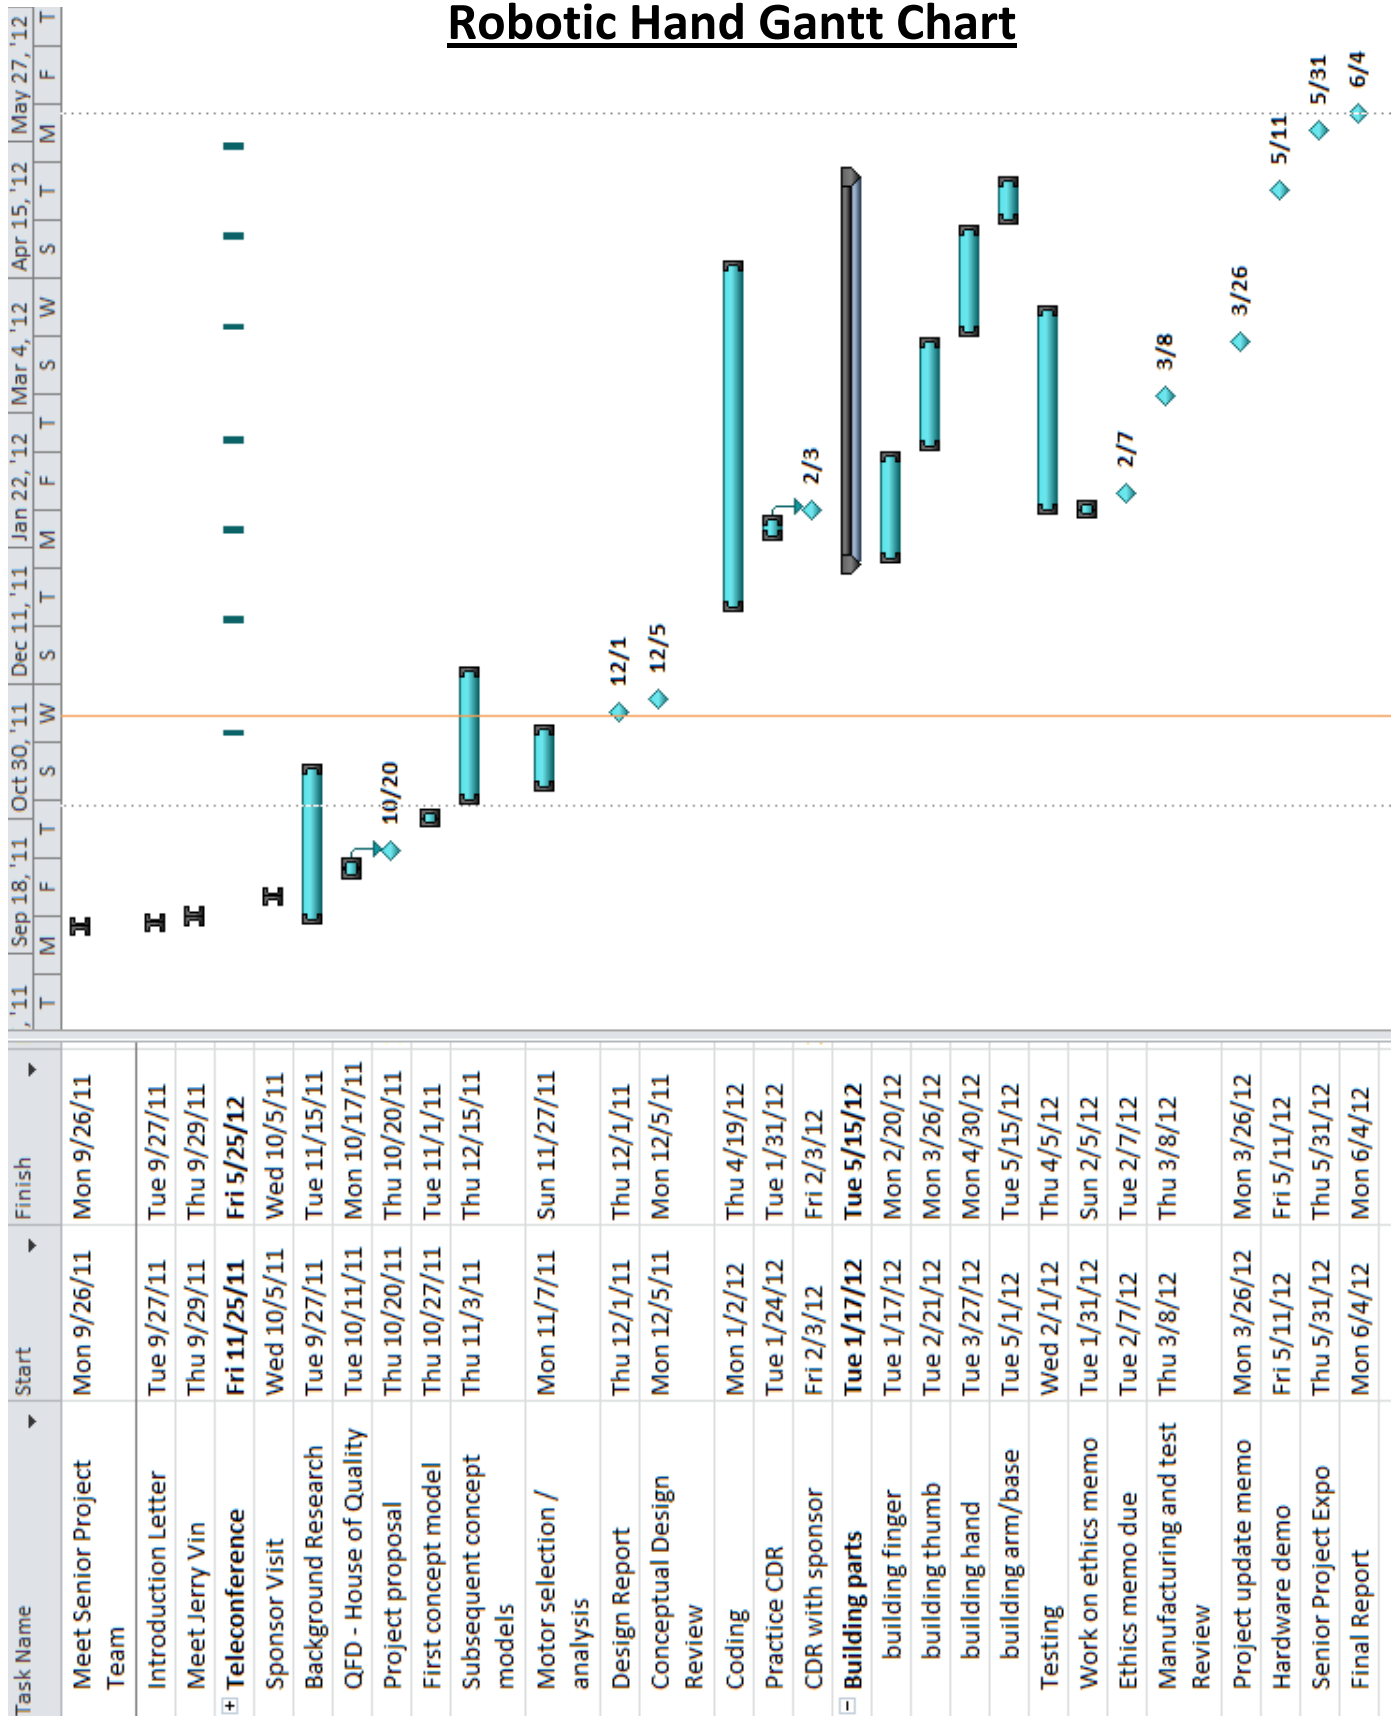 Robotic Hand Gantt Chart
Task Name Start Finish
, '11 Sep 18, '11 Oct 30, '11 Dec 11, '11 Jan 22, '12 Mar 4, '12 Apr 15, '12 May 27, '12
T M F T S W S T M F T S W S T M F T
Meet Senior Project Mon 9/26/11 Mon 9/26/11
Team
Introduction Letter Tue 9/27/11 Tue 9/27/11
Meet Jerry Vin Thu 9/29/11 Thu 9/29/11
+ Teleconference Fri 11/25/11 Fri 5/25/12
Sponsor Visit Wed 10/5/11 Wed 10/5/11
Background Research Tue 9/27/11 Tue 11/15/11
QFD - House of Quality Tue 10/11/11 Mon 10/17/11
Project proposal Thu 10/20/11 Thu 10/20/11 10/20
First concept model Thu 10/27/11 Tue 11/1/11
Subsequent concept Thu 11/3/11 Thu 12/15/11
models
Motor selection / Mon 11/7/11 Sun 11/27/11
analysis
Design Report Thu 12/1/11 Thu 12/1/11 12/1
Conceptual Design Mon 12/5/11 Mon 12/5/11 12/5
Review
Coding Mon 1/2/12 Thu 4/19/12
Practice CDR Tue 1/24/12 Tue 1/31/12
CDR with sponsor Fri 2/3/12 Fri 2/3/12 2/3
− Building parts Tue 1/17/12 Tue 5/15/12
building finger Tue 1/17/12 Mon 2/20/12
building thumb Tue 2/21/12 Mon 3/26/12
building hand Tue 3/27/12 Mon 4/30/12
building arm/base Tue 5/1/12 Tue 5/15/12
Testing Wed 2/1/12 Thu 4/5/12
Work on ethics memo Tue 1/31/12 Sun 2/5/12
Ethics memo due Tue 2/7/12 Tue 2/7/12 2/7
Manufacturing and test Thu 3/8/12 Thu 3/8/12 3/8
Review
Project update memo Mon 3/26/12 Mon 3/26/12 3/26
Hardware demo Fri 5/11/12 Fri 5/11/12 5/11
Senior Project Expo Thu 5/31/12 Thu 5/31/12 5/31
Final Report Mon 6/4/12 Mon 6/4/12 6/4